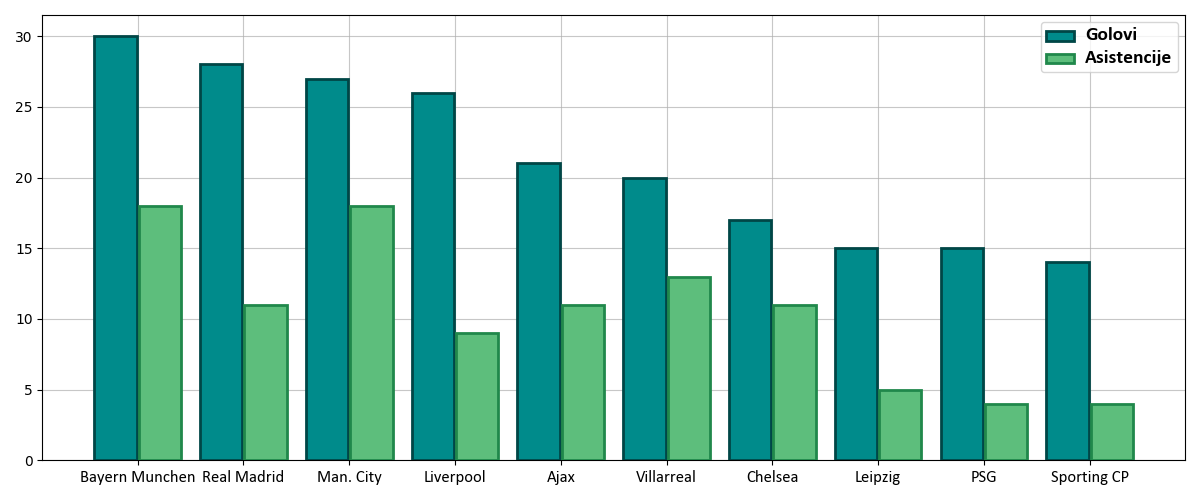 Golovi
Asistencije
30
25
20
15
10
5
0
Bayern Munchen Real Madrid Man. City Liverpool Ajax Villarreal Chelsea Leipzig PSG Sporting CP